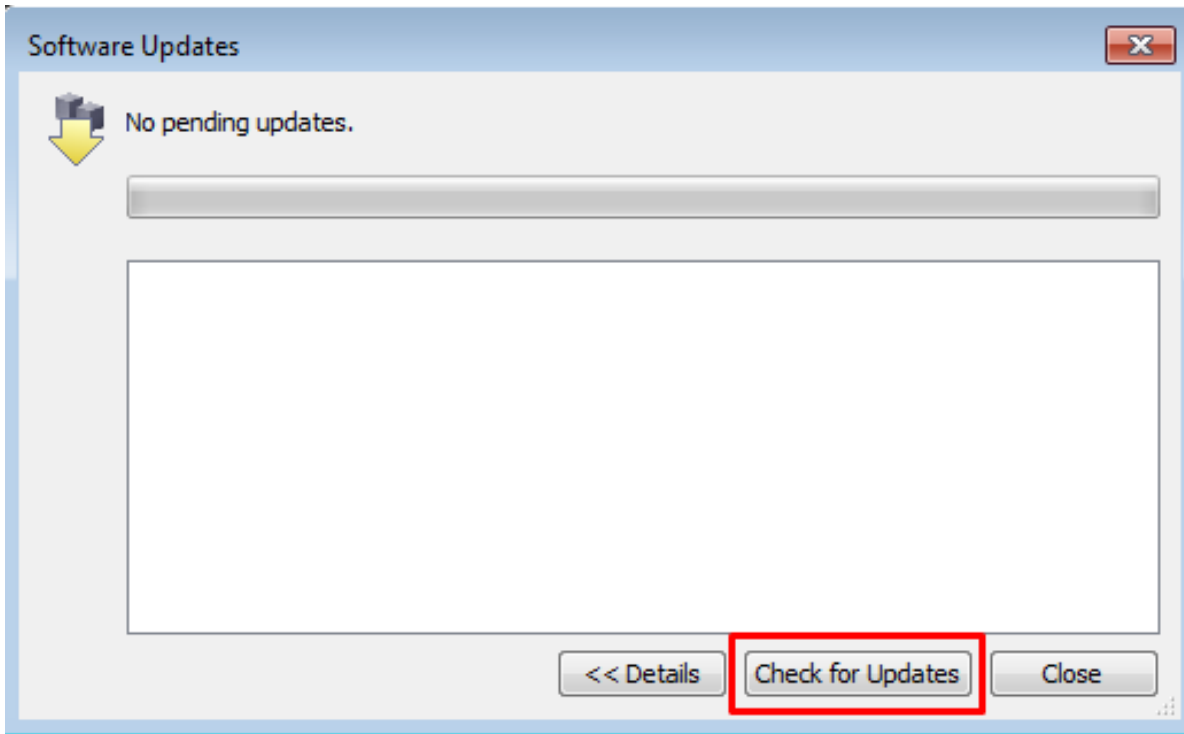 Software Updates
No pending updates.
<< Details Check for Updates Close